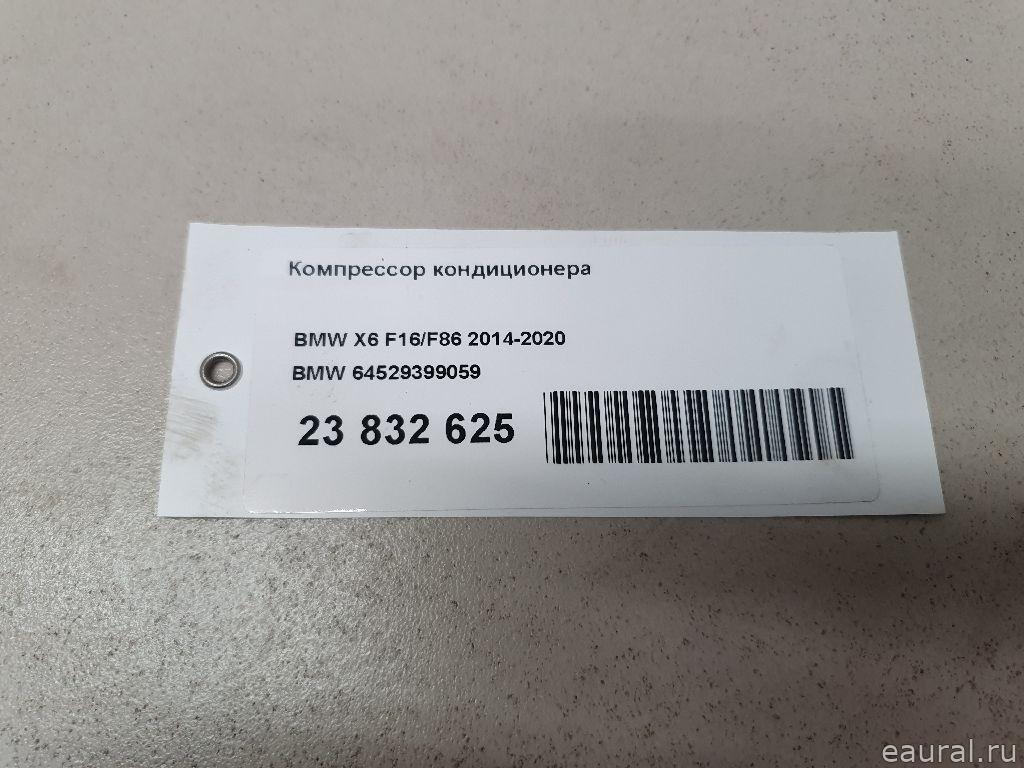 Компрессор кондиционера
BMW X6 F16/F86 2014-2020
BMW 64529399059
23 832 625
eaural.ru